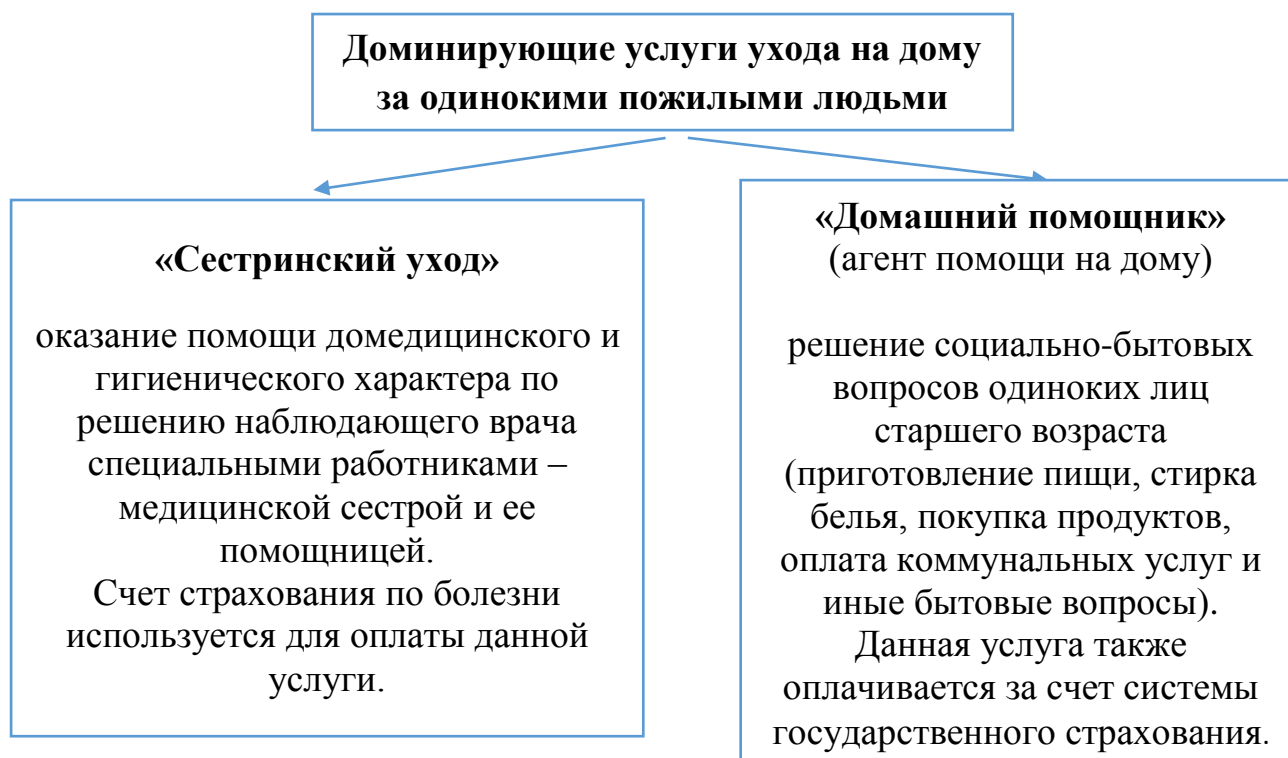 Доминирующие услуги ухода на дому
за одинокими пожилыми людьми
«Сестринский уход»
оказание помощи домедицинского и
гигиенического характера по
решению наблюдающего врача
специальными работниками –
медицинской сестрой и ее
помощницей.
Счет страхования по болезни
используется для оплаты данной
услуги.
«Домашний помощник»
(агент помощи на дому)
решение социально-бытовых
вопросов одиноких лиц
старшего возраста
(приготовление пищи, стирка
белья, покупка продуктов,
оплата коммунальных услуг и
иные бытовые вопросы).
Данная услуга также
оплачивается за счет системы
государственного страхования.